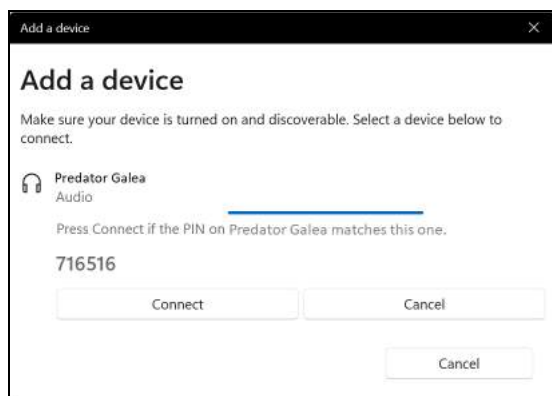 Add a device
Add a device
Make sure your device is turned on and discoverable. Select a device below to
connect.
Predator Galea
Audio
Press Connect if the PIN on Predator Galea matches this one.
716516
Connect
Cancel
Cancel